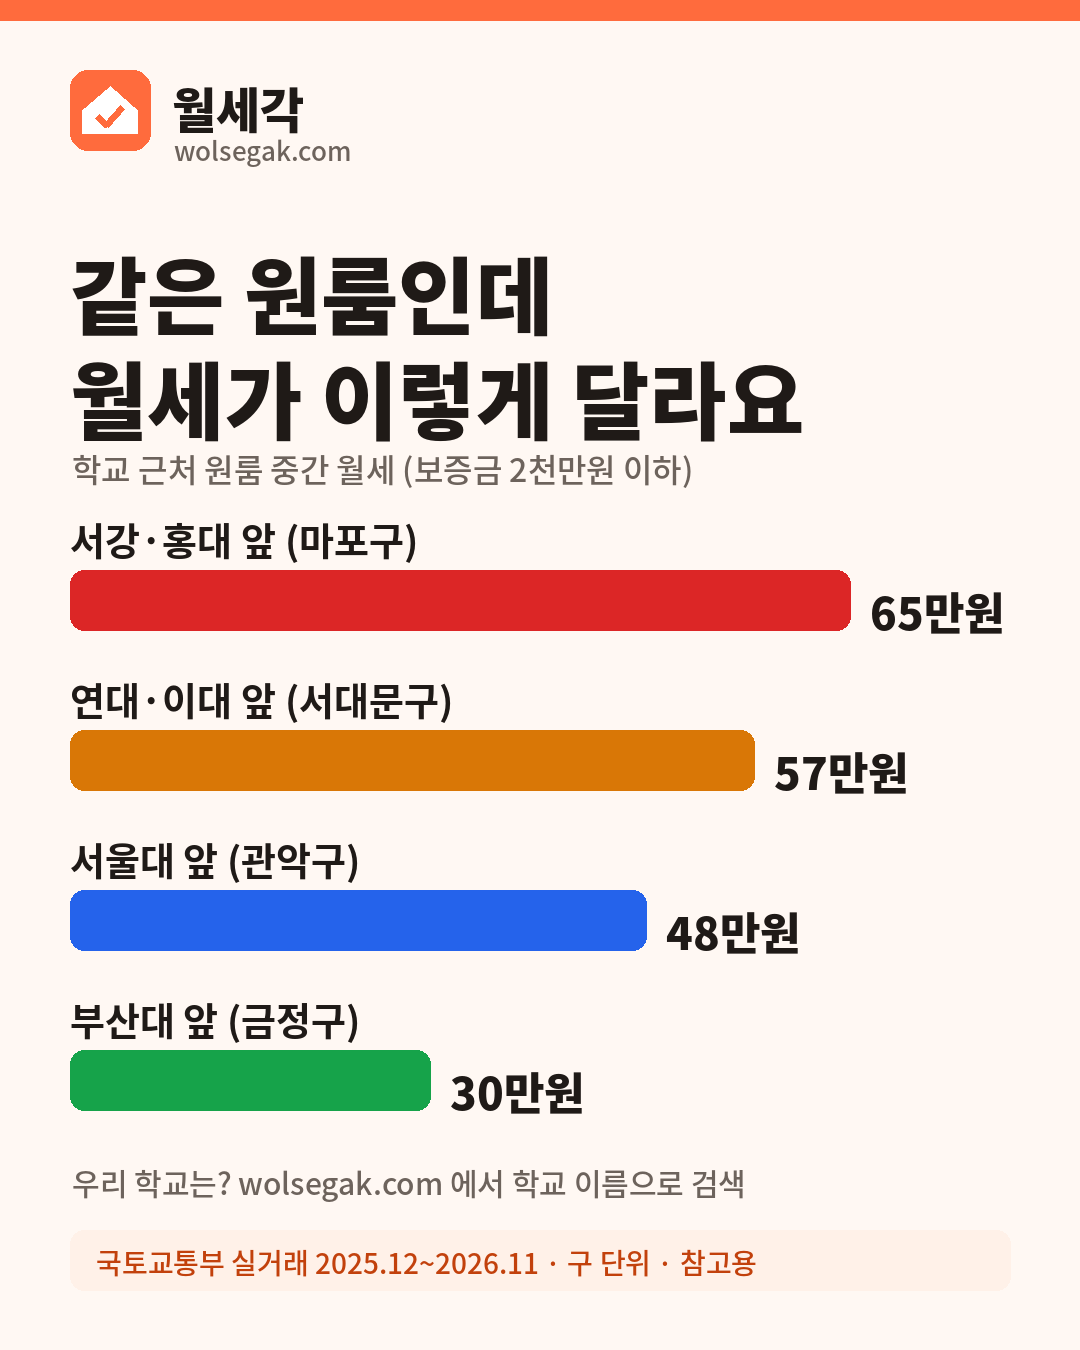 월세각
wolsegak.com
같은 원룸인데
월세가 이렇게 달라요
학교 근처 원룸 중간 월세 (보증금 2천만원 이하)
서강·홍대 앞 (마포구)
65만원
연대·이대 앞 (서대문구)
57만원
서울대 앞 (관악구)
48만원
부산대 앞 (금정구)
30만원
우리 학교는? wolsegak.com 에서 학교 이름으로 검색
국토교통부 실거래 2025.12~2026.11 · 구 단위 · 참고용